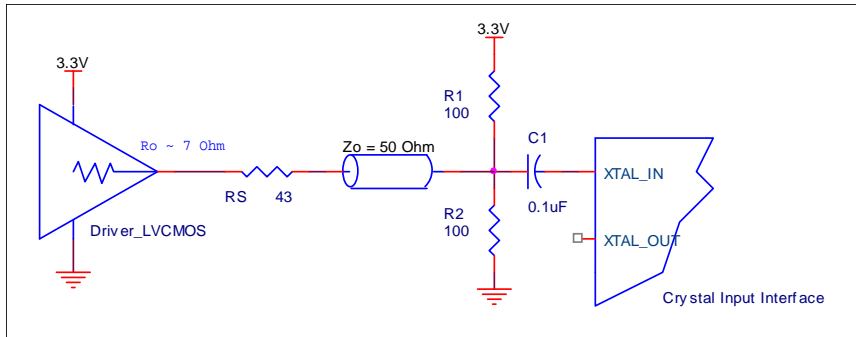 3.3V
3.3V
R1
100
C1
Ro ~ 7 Ohm
Zo = 50 Ohm
XTAL_IN
RS 43
0.1uF
R2
100
XTAL_OUT
Driver_LVCMOS
Crystal Input Interface